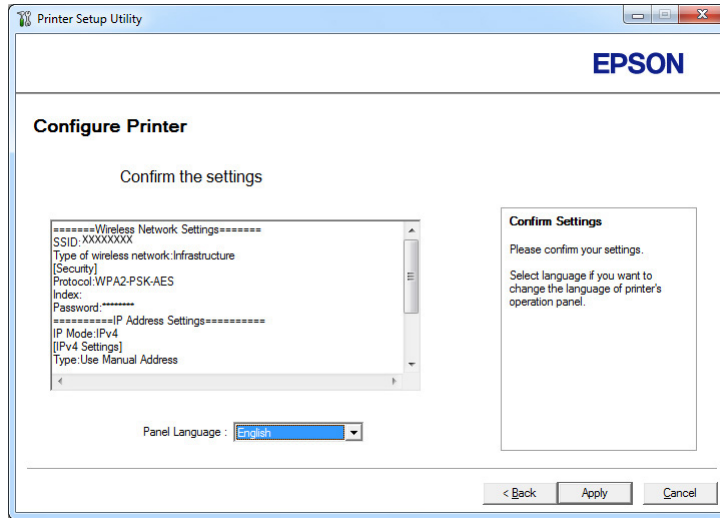 Printer Setup Utility
EPSON
Configure Printer
Confirm the settings
=======Wireless Network Settings=======
SSID:XXXXXXXX
Type of wireless network:Infrastructure
[Security]
Protocol:WPA2-PSK-AES
Index:
Password:********
==========IP Address Settings==========
IP Mode:IPv4
[IPv4 Settings]
Type:Use Manual Address
Panel Language : English
Confirm Settings
Please confirm your settings.
Select language if you want to
change the language of printer's
operation panel.
< Back Apply Cancel